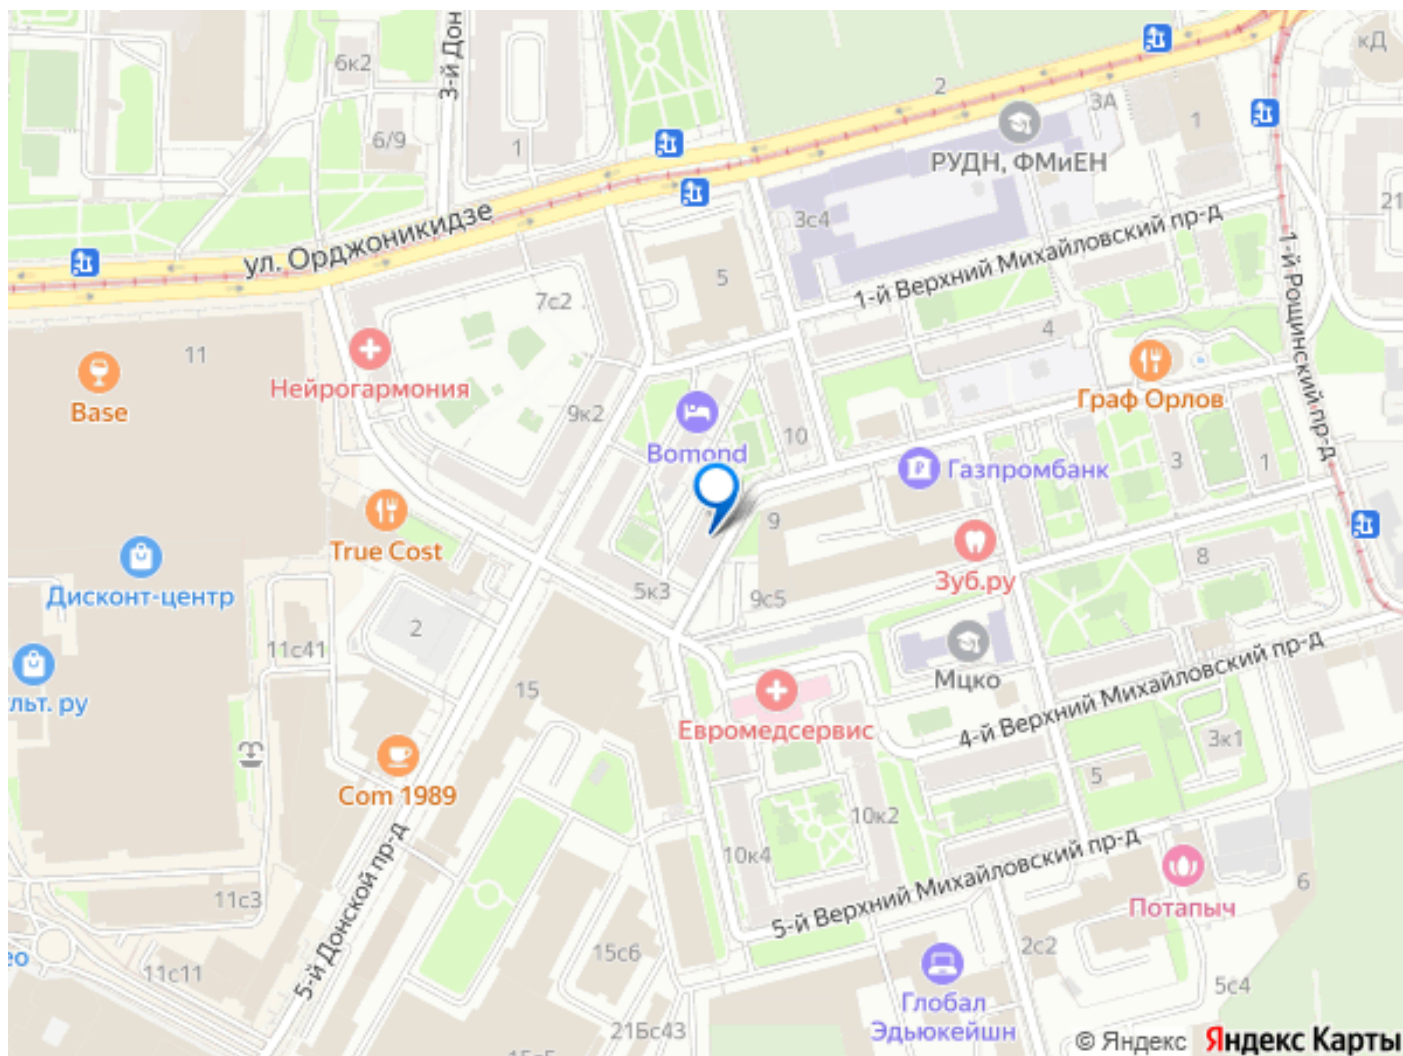 кД
6к2
3-й Дон
2
3А
6/9
1
1
РУДН, ФМиЕН
21
3с4
ул. Орджоникидзе
1-й Верхний Михайловский пр-д
1-й Рощинский пр-д
5
7с2
4
11
Нейрогармония
Base
Граф Орлов
9к2
10
Bomond
Газпромбанк
3
1
9
True Cost
8
Зуб.ру
Дисконт-центр
5к3
9с5
2
11с41
Мцко
4-й Верхний Михайловский пр-д
15
льт. ру
Евромедсервис
3к1
5
Com 1989
10к2
5-й Донской пр-д
10к4
5-й Верхний Михайловский пр-д
6
11с3
Потапыч
15с6
2с2
ео
11с11
5с4
Глобал
Эдьюкейшн
21Бс43
15с5
© Яндекс Яндекс Карты